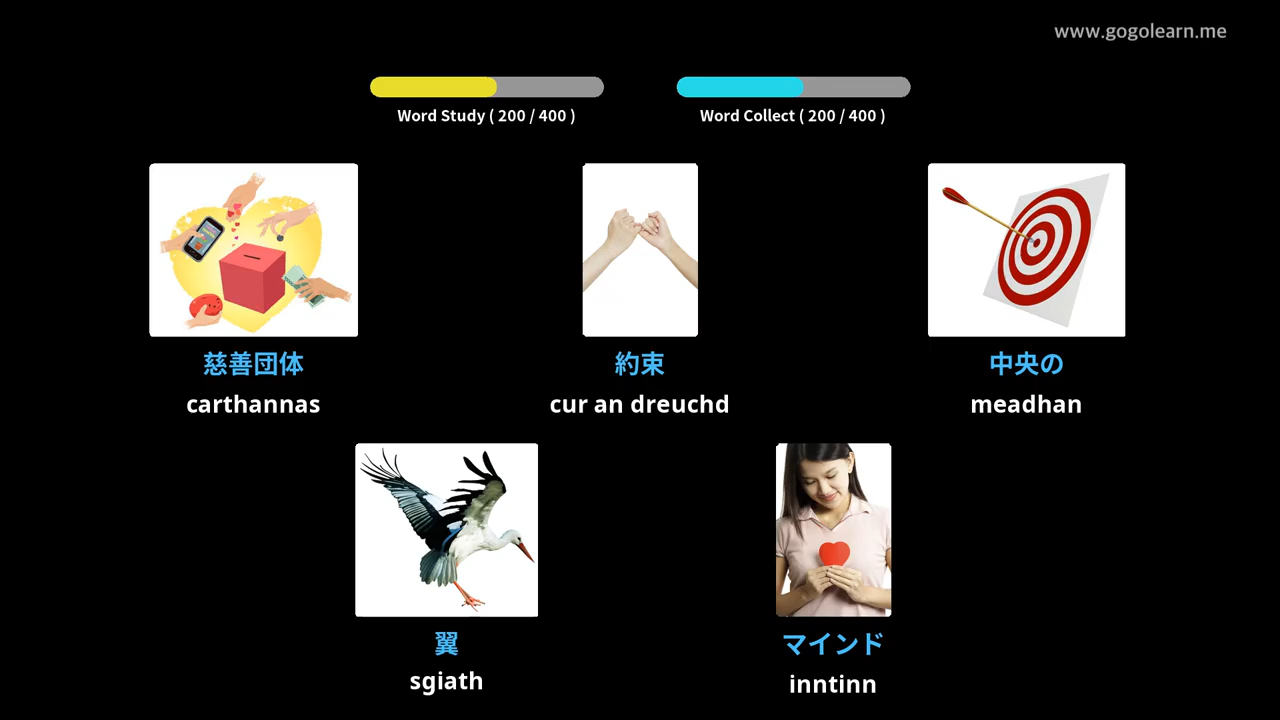 www.gogolearn.me
Word Study ( 200 / 400 )
Word Collect ( 200 / 400 )
慈善団体
carthannas
約束
cur an dreuchd
中央の
meadhan
翼
sgiath
マインド
inntinn